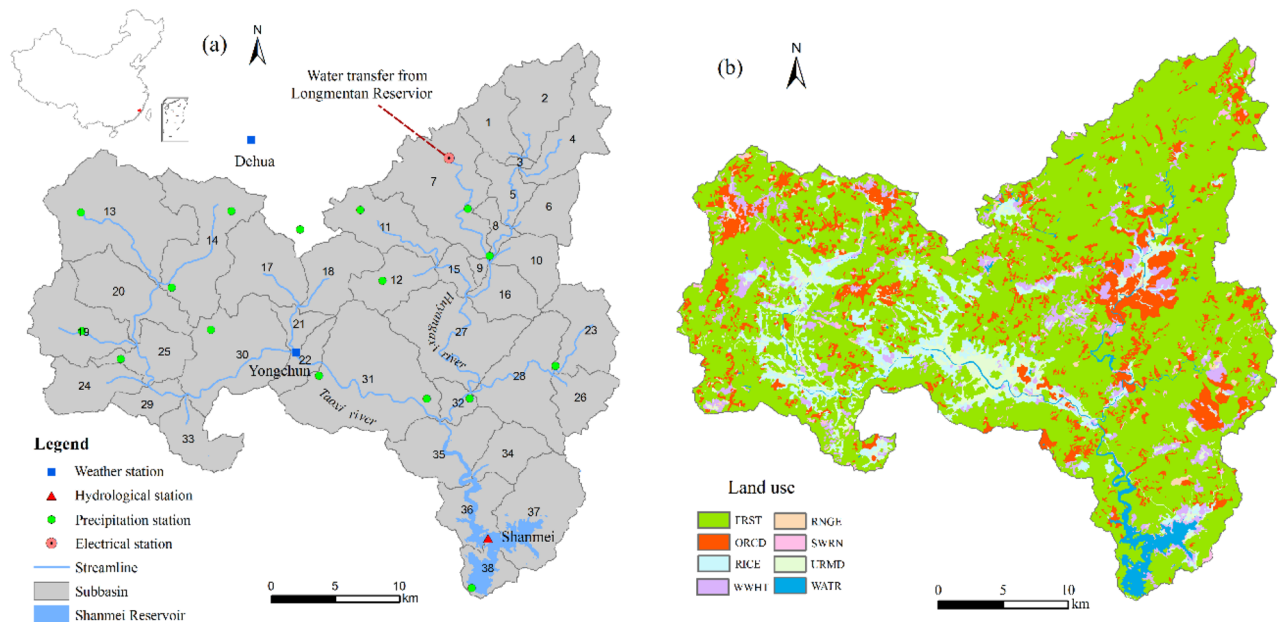 (a)
N
Water transfer from
Longmentan Reservior
Dehua
1
2
3
4
5
6
7
8
9
10
11
12
13
14
15
16
17
18
19
20
21
22
23
24
25
26
27
28
29
30
31
32
33
34
35
36
37
38
Yongchun
Huyangxi river
Taoxi river
Shanmei
Legend
Weather station
Hydrological station
Precipitation station
Electrical station
Streamline
Subbasin
Shanmei Reservoir
0 5 10
km
(b)
N
Land use
FRST
RNGE
ORCD
SWRN
RICE
URMD
WWHT
WATR
0 5 10
km